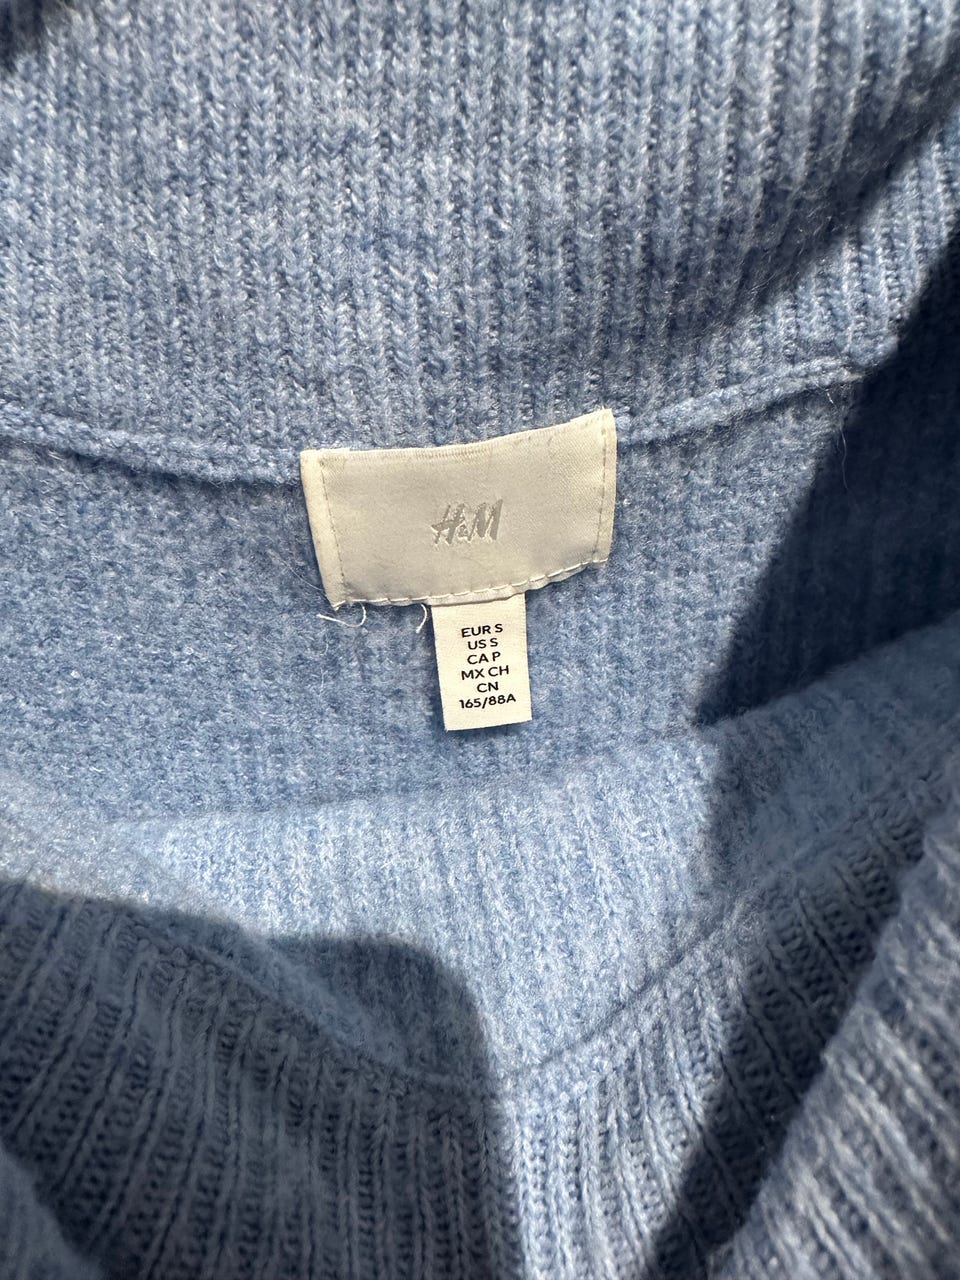 H&M
EUR S
US S
CA P
MX CH
CN
165/88A